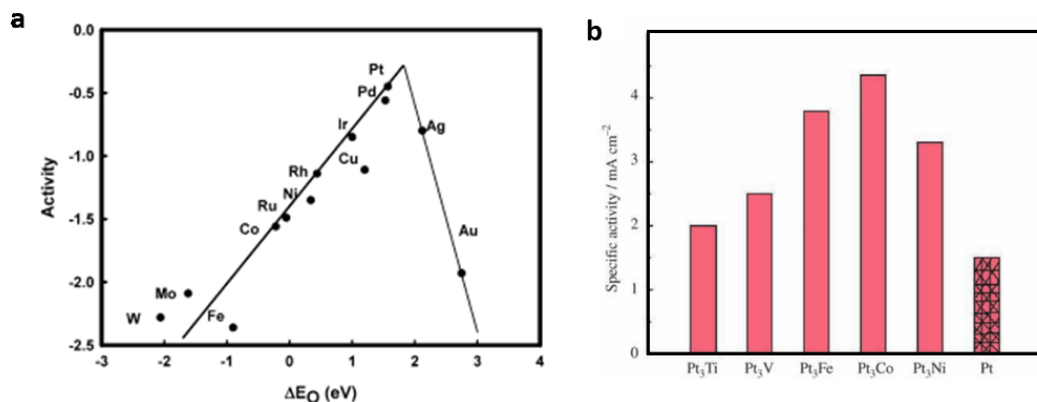 a
0.0
-0.5
-1.0
-1.5
-2.0
-2.5
Activity
Pt
Pd
Ir
Ag
Cu
Rh
Ni
Ru
Co
Au
Mo
W
Fe
-3 -2 -1 0 1 2 3 4
ΔEO (eV)
b
4
3
2
1
0
Specific activity / mA cm⁻²
Pt₃Ti Pt₃V Pt₃Fe Pt₃Co Pt₃Ni Pt